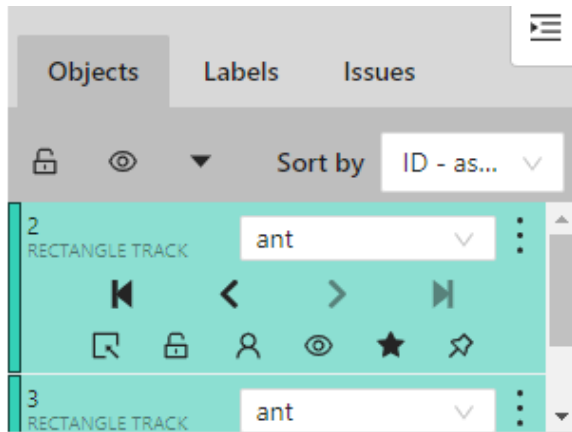 Objects Labels Issues
Sort by ID - as...
2 ant
RECTANGLE TRACK
3 ant
RECTANGLE TRACK